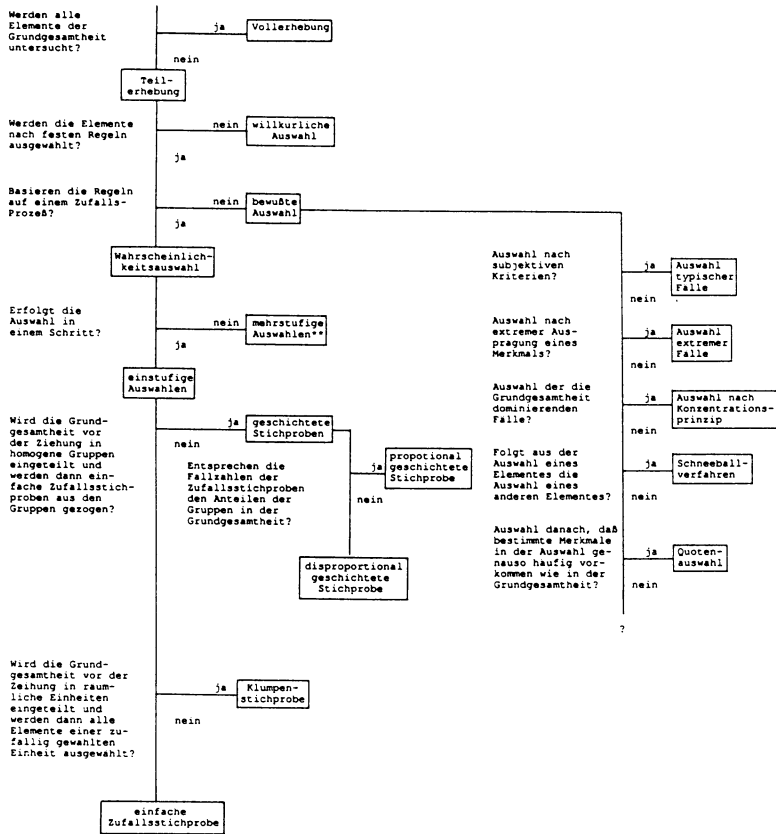 Werden alle
Elemente der
Grundgesamtheit
untersucht?
ja
Vollerhebung
nein
Teil-
erhebung
Werden die Elemente
nach festen Regeln
ausgewählt?
nein
willkurliche
Auswahl
ja
Basieren die Regeln
auf einem Zufalls-
Prozeß?
nein
bewußte
Auswahl
ja
Wahrscheinlich-
keitsauswahl
Erfolgt die
Auswahl in
einem Schritt?
nein
mehrstufige
Auswahlen**
ja
einstufige
Auswahlen
Wird die Grund-
gesamtheit vor
der Ziehung in
homogene Gruppen
eingeteilt und
werden dann ein-
fache Zufallsstich-
proben aus den
Gruppen gezogen?
ja
geschichtete
Stichproben
nein
Entsprechen die
Fallzahlen der
Zufallsstichproben
den Anteilen der
Gruppen in der
Grundgesamtheit?
ja
propotional
geschichtete
Stichprobe
nein
disproportional
geschichtete
Stichprobe
Wird die Grund-
gesamtheit vor der
Zeihung in raum-
liche Einheiten
eingeteilt und
werden dann alle
Elemente einer zu-
fallig gewahlten
Einheit ausgewählt?
ja
Klumpen-
stichprobe
nein
einfache
Zufallsstichprobe
Auswahl nach
subjektiven
Kriterien?
ja
Auswahl
typischer
Falle
nein
Auswahl nach
extremer Aus-
pragung eines
Merkmals?
ja
Auswahl
extremer
Falle
nein
Auswahl der die
Grundgesamtheit
dominierenden
Fälle?
ja
Auswahl nach
Konzentrations-
prinzip
nein
Folgt aus der
Auswahl eines
Elementes die
Auswahl eines
anderen Elementes?
ja
Schneeball-
verfahren
nein
Auswahl danach, daß
bestimmte Merkmale
in der Auswahl ge-
nauso häufig vor-
kommen wie in der
Grundgesamtheit?
ja
Quoten-
auswahl
nein
?